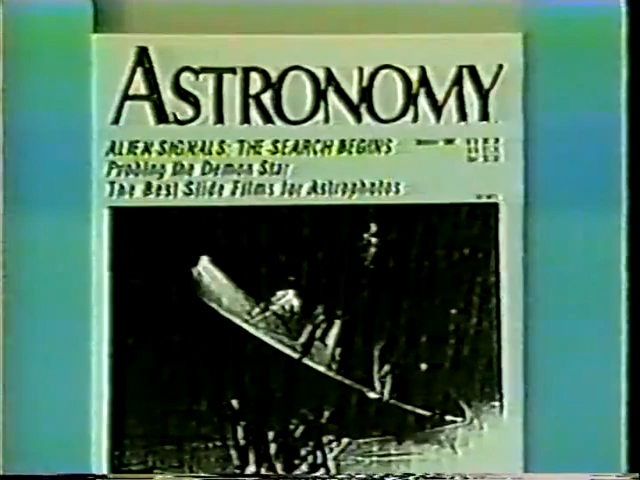 ASTRONOMY
ALIEN SIGNALS: THE SEARCH BEGINS
Probing the Demon Star
The Best Slide Films for Astrophotos